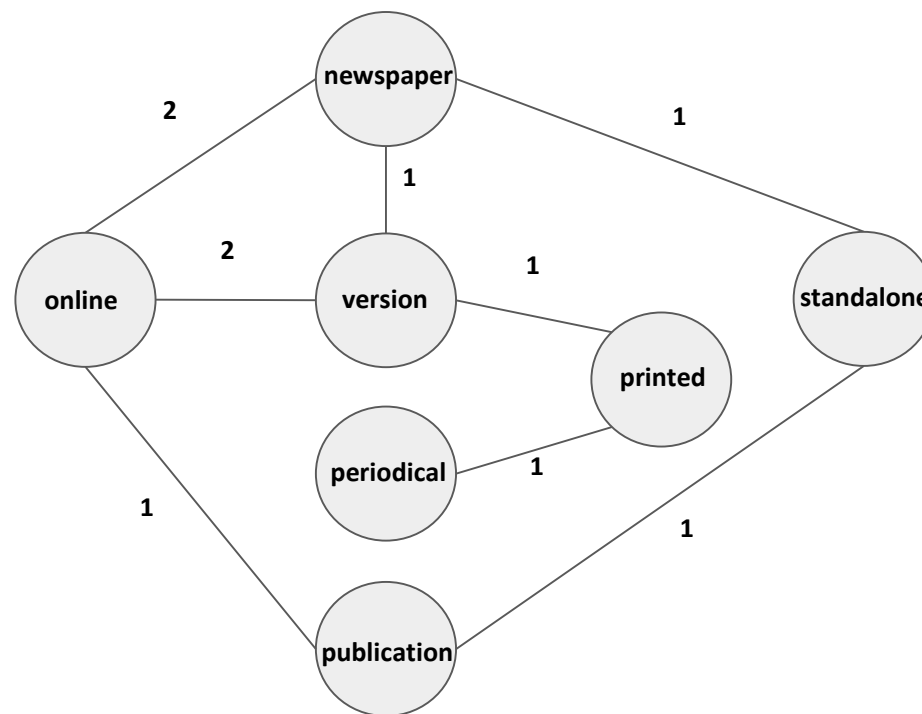 newspaper
2
1
1
2
1
online
version
standalone
printed
periodical
1
1
1
publication